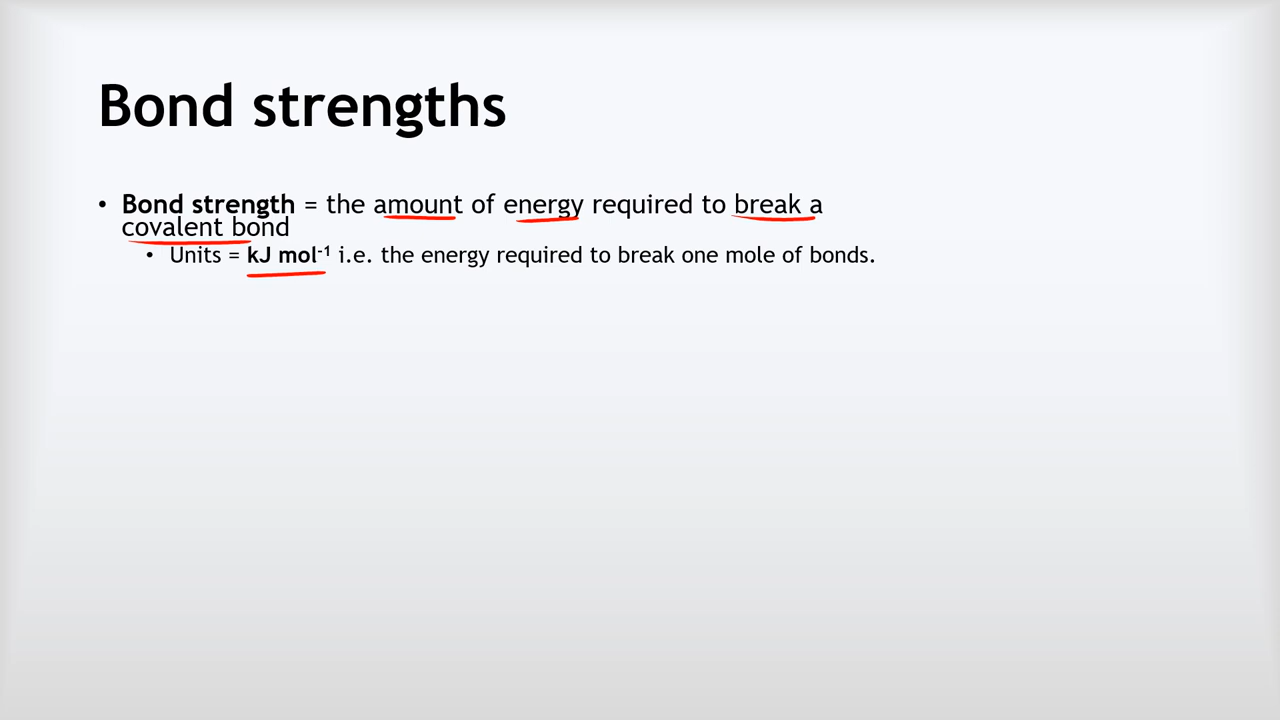 Bond strengths
• Bond strength = the amount of energy required to break a
covalent bond
• Units = kJ mol⁻¹ i.e. the energy required to break one mole of bonds.